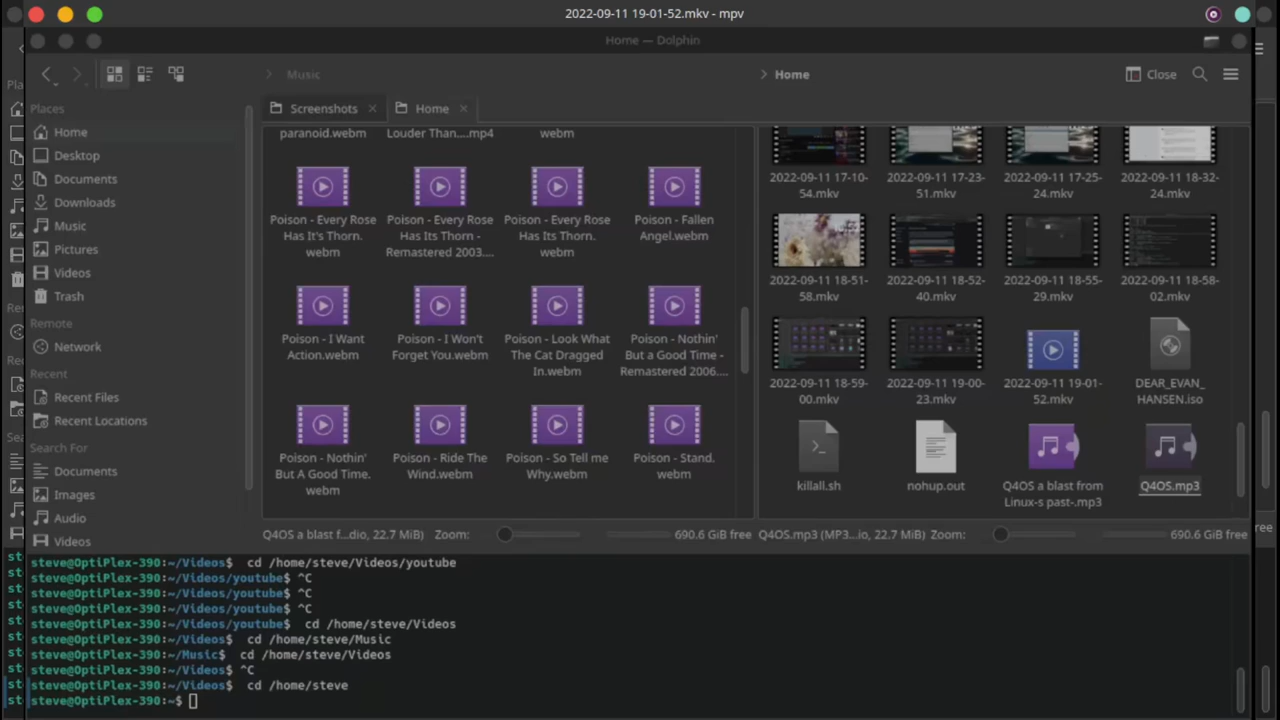 2022-09-11 19-01-52.mkv - mpv
Home — Dolphin
Music
Home
Close
Places
Home
Desktop
Documents
Downloads
Music
Pictures
Videos
Trash
Remote
Network
Recent
Recent Files
Recent Locations
Search For
Documents
Images
Audio
Videos
Screenshots
Home
paranoid.webm
Louder Than....mp4
webm
Poison - Every Rose
Has It's Thorn.
webm
Poison - Every Rose
Has Its Thorn -
Remastered 2003....
Poison - Every Rose
Has Its Thorn.
webm
Poison - Fallen
Angel.webm
Poison - I Want
Action.webm
Poison - I Won't
Forget You.webm
Poison - Look What
The Cat Dragged
In.webm
Poison - Nothin'
But a Good Time -
Remastered 2006....
Poison - Nothin'
But A Good Time.
webm
Poison - Ride The
Wind.webm
Poison - So Tell me
Why.webm
Poison - Stand.
webm
Q4OS a blast f...dio, 22.7 MiB)
Zoom:
690.6 GiB free
2022-09-11 17-10-
54.mkv
2022-09-11 17-23-
51.mkv
2022-09-11 17-25-
24.mkv
2022-09-11 18-32-
24.mkv
2022-09-11 18-51-
58.mkv
2022-09-11 18-52-
40.mkv
2022-09-11 18-55-
29.mkv
2022-09-11 18-58-
02.mkv
2022-09-11 18-59-
00.mkv
2022-09-11 19-00-
23.mkv
2022-09-11 19-01-
52.mkv
DEAR_EVAN_
HANSEN.iso
killall.sh
nohup.out
Q4OS a blast from
Linux-s past-.mp3
Q4OS.mp3
Q4OS.mp3 (MP3...io, 22.7 MiB)
Zoom:
690.6 GiB free
free
steve@OptiPlex-390:~/Videos$  cd /home/steve/Videos/youtube
steve@OptiPlex-390:~/Videos/youtube$ ^C
steve@OptiPlex-390:~/Videos/youtube$ ^C
steve@OptiPlex-390:~/Videos/youtube$ ^C
steve@OptiPlex-390:~/Videos/youtube$  cd /home/steve/Videos
steve@OptiPlex-390:~/Videos$  cd /home/steve/Music
steve@OptiPlex-390:~/Music$  cd /home/steve/Videos
steve@OptiPlex-390:~/Videos$ ^C
steve@OptiPlex-390:~/Videos$  cd /home/steve
steve@OptiPlex-390:~$